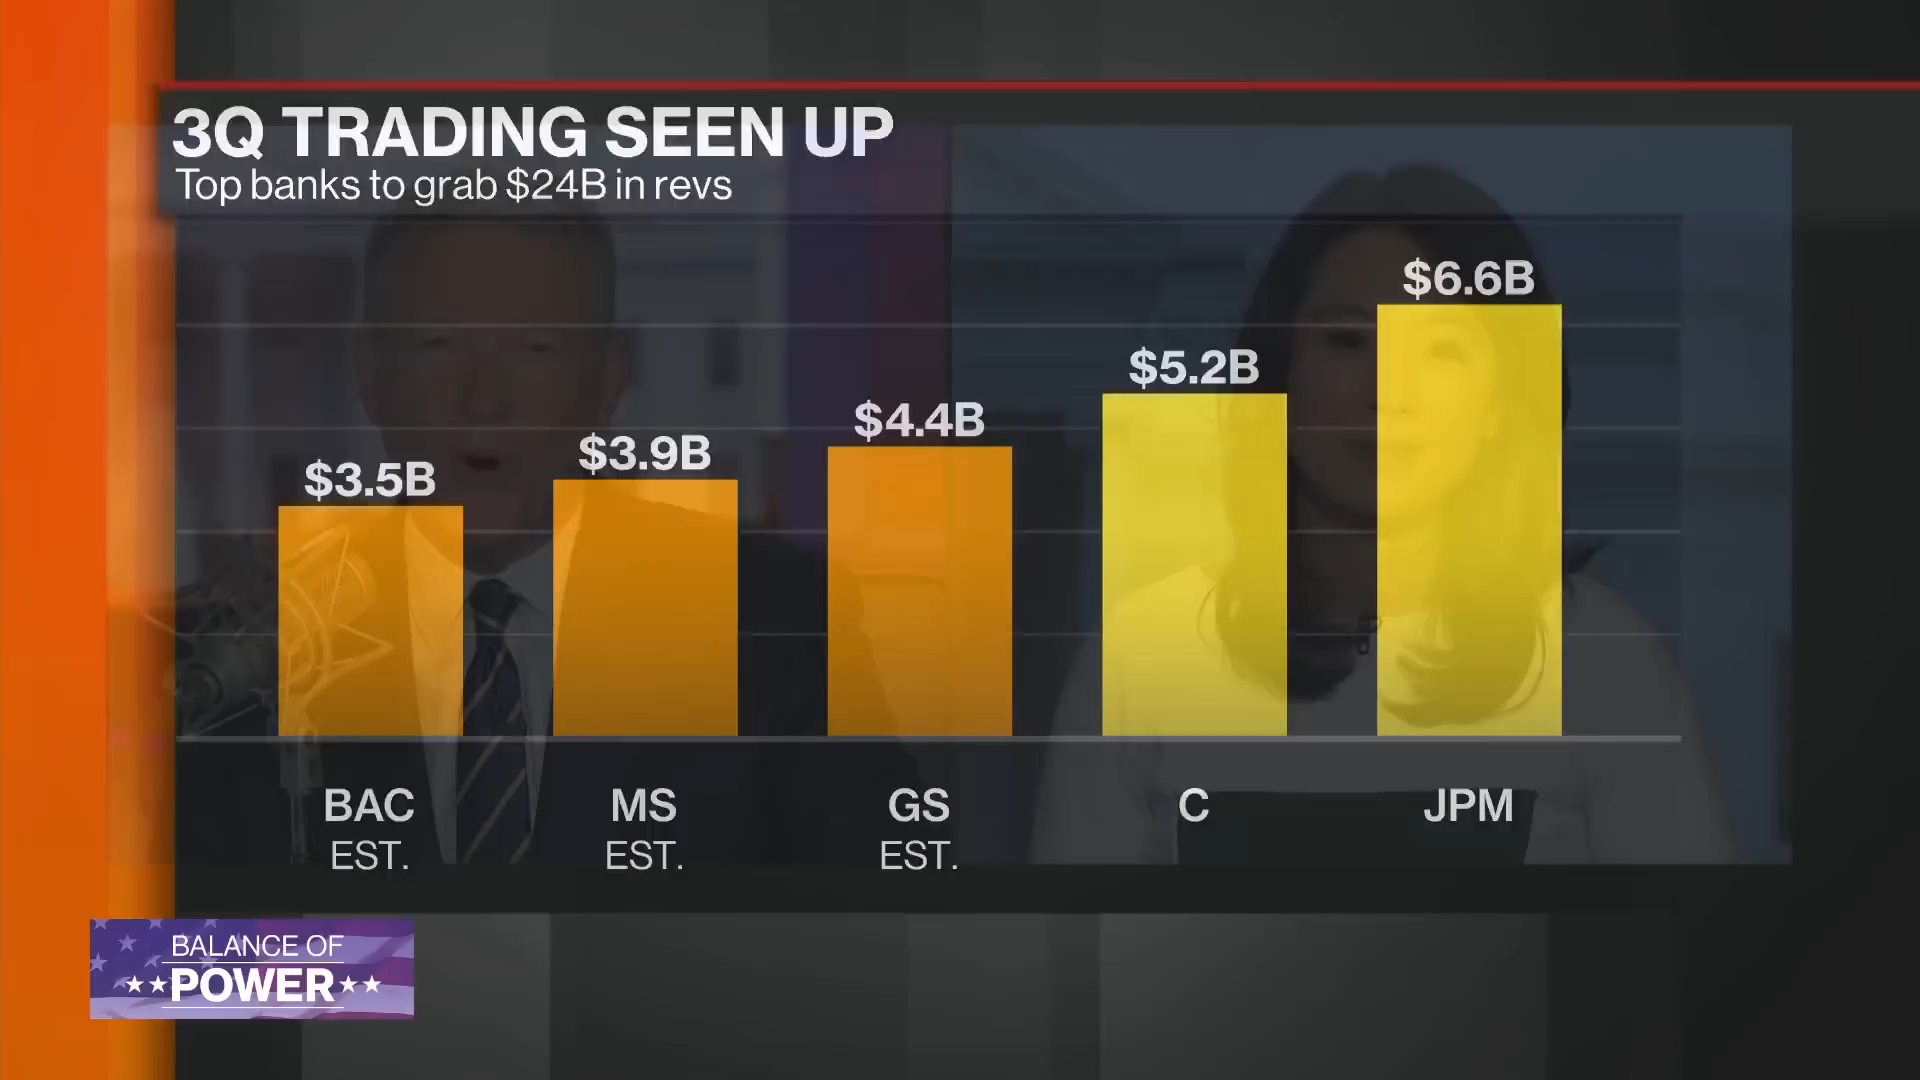 3Q TRADING SEEN UP
Top banks to grab $24B in revs
$3.5B
$3.9B
$4.4B
$5.2B
$6.6B
BAC
EST.
MS
EST.
GS
EST.
C
JPM
BALANCE OF
POWER